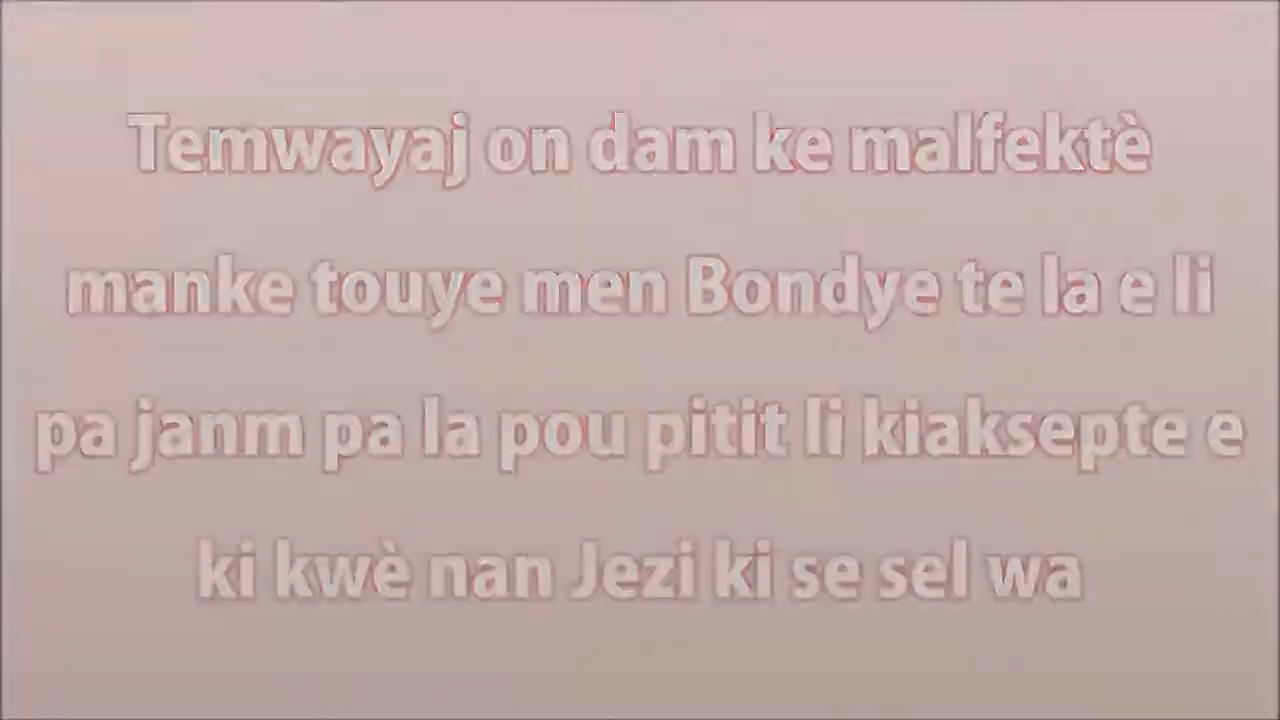 Temwayaj on dam ke malfektè
manke touye men Bondye te la e li
pa janm pa la pou pitit li kiaksepte e
ki kwè nan Jezi ki se sel wa